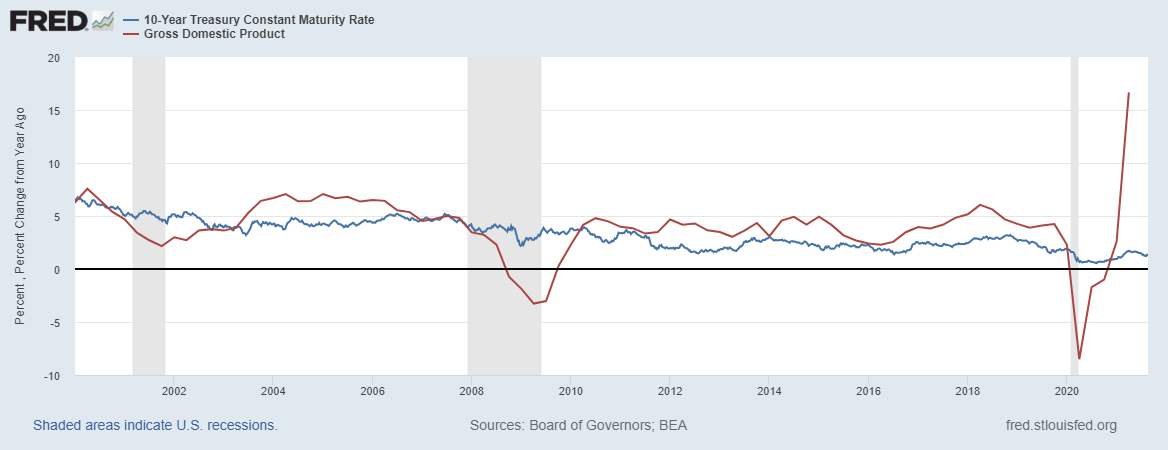 FRED
10-Year Treasury Constant Maturity Rate
Gross Domestic Product
Percent , Percent Change from Year Ago
20
15
10
5
0
-5
-10
2002 2004 2006 2008 2010 2012 2014 2016 2018 2020
Shaded areas indicate U.S. recessions. Sources: Board of Governors; BEA fred.stlouisfed.org